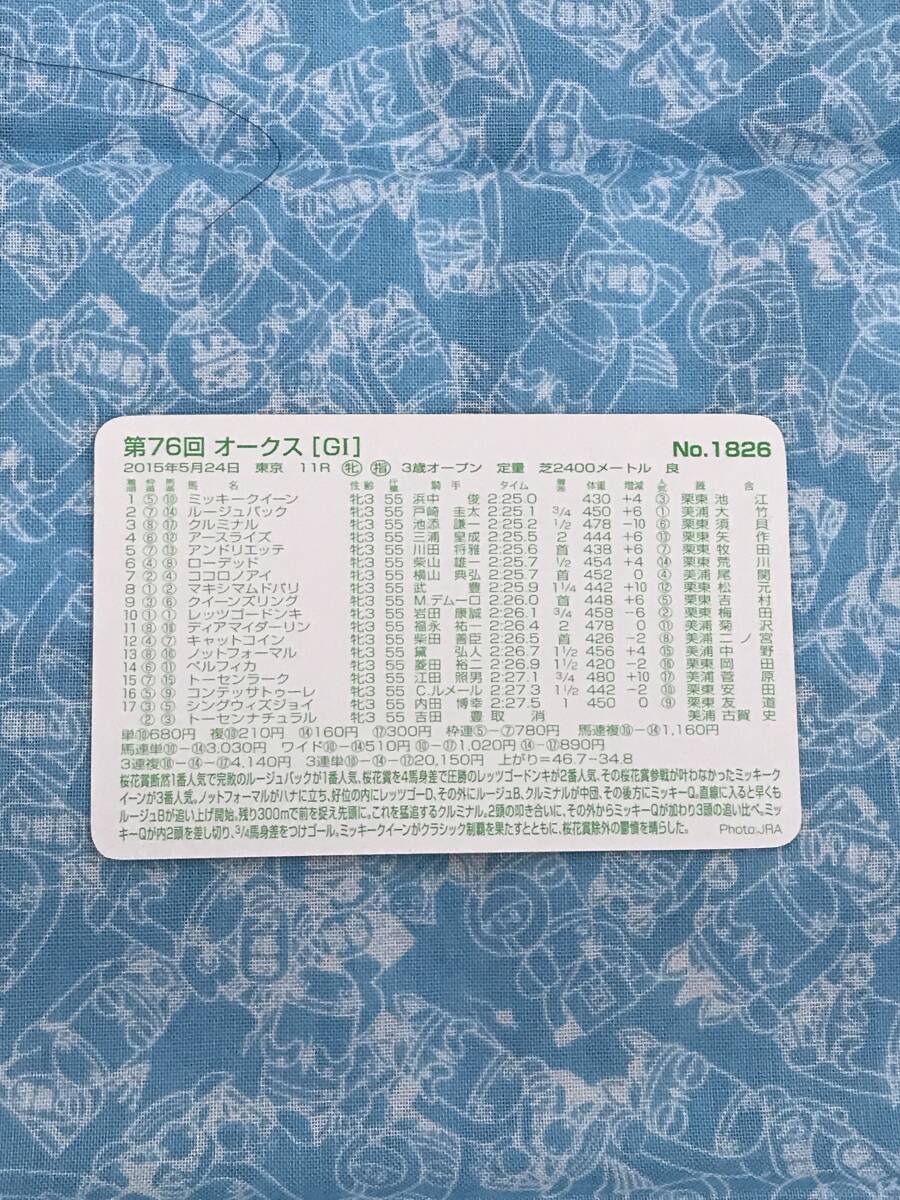 第76回 オークス [GI] No.1826
2015年5月24日 東京 11R ㊛ 指 3歳オープン 定量 芝2400メートル 良
着順 枠番 馬番 馬名 性齢 斤量 騎手 タイム 着差 体重 増減 人気 厩舎
1 ⑤ ⑩ ミッキークイーン 牝3 55 浜中 俊 2:25.0 430 +4 ③ 栗東 池江
2 ⑦ ⑭ ルージュバック 牝3 55 戸崎 圭太 2:25.1 3/4 450 +6 ① 美浦 大竹
3 ⑧ ⑰ クルミナル 牝3 55 池添 謙一 2:25.2 1/2 478 -10 ⑥ 栗東 須貝
4 ⑥ ⑫ アースライズ 牝3 55 三浦 皇成 2:25.6 2 444 +6 ⑬ 栗東 矢作
5 ⑦ ⑬ アンドリエッテ 牝3 55 川田 将雅 2:25.6 首 438 +6 ⑦ 栗東 牧田
6 ④ ⑧ ローデッド 牝3 55 柴山 雄一 2:25.7 1/2 454 +4 ⑭ 栗東 荒川
7 ② ④ ココロノアイ 牝3 55 横山 典弘 2:25.7 首 452 0 ④ 美浦 尾関
8 ① ② マキシマムドパリ 牝3 55 武 豊 2:25.9 1 1/4 442 +10 ⑫ 栗東 松元
9 ③ ⑥ クイーンズリング 牝3 55 M.デムーロ 2:26.0 首 448 +6 ⑤ 栗東 吉村
10 ① ① レッツゴードンキ 牝3 55 岩田 康誠 2:26.1 3/4 458 -6 ② 栗東 梅田
11 ⑧ ⑯ ディアマイダーリン 牝3 55 福永 祐一 2:26.4 2 478 0 ⑪ 美浦 菊沢
12 ④ ⑦ キャットコイン 牝3 55 柴田 善臣 2:26.5 首 426 -2 ⑧ 美浦 二ノ宮
13 ⑧ ⑱ ノットフォーマル 牝3 55 黛 弘人 2:26.7 1 1/2 456 +4 ⑮ 美浦 中野
14 ⑥ ⑪ ペルフィカ 牝3 55 菱田 裕二 2:26.9 1 1/2 420 -2 ⑯ 栗東 岡田
15 ⑦ ⑮ トーセンラーク 牝3 55 江田 照男 2:27.1 3/4 480 +10 ⑰ 美浦 菅原
16 ⑤ ⑨ コンテッサトゥーレ 牝3 55 C.ルメール 2:27.3 1 1/2 442 -2 ⑩ 栗東 安田
17 ③ ⑤ シングウィズジョイ 牝3 55 内田 博幸 2:27.5 1 450 0 ⑨ 栗東 友道
② ③ トーセンナチュラル 牝3 55 吉田 豊 取消 美浦 古賀 史
単⑩680円 複⑩210円 ⑭160円 ⑰300円 枠連⑤-⑦780円 馬連複⑩-⑭1,160円
馬連単⑩-⑭3,030円 ワイド⑩-⑭510円 ⑩-⑰1,020円 ⑭-⑰890円
3連複⑩-⑭-⑰4,140円 3連単⑩-⑭-⑰20,150円 上がり=46.7-34.8
桜花賞断然1番人気で完敗のルージュバックが1番人気、桜花賞を4馬身差で圧勝のレッツゴードンキが2番人気、その桜花賞参戦が叶わなかったミッキーク
イーンが3番人気。ノットフォーマルがハナに立ち、好位の内にレッツゴーD、その外にルージュB、クルミナルが中団、その後方にミッキーQ。直線に入ると早くも
ルージュBが追い上げ開始。残り300mで前を捉え先頭に。これを猛追するクルミナル。2頭の叩き合いに、その外からミッキーQが加わり3頭の追い比べ。ミッ
キーQが内2頭を差し切り、3/4馬身差をつけゴール。ミッキークイーンがクラシック制覇を果たすとともに、桜花賞除外の鬱憤を晴らした。 Photo:JRA